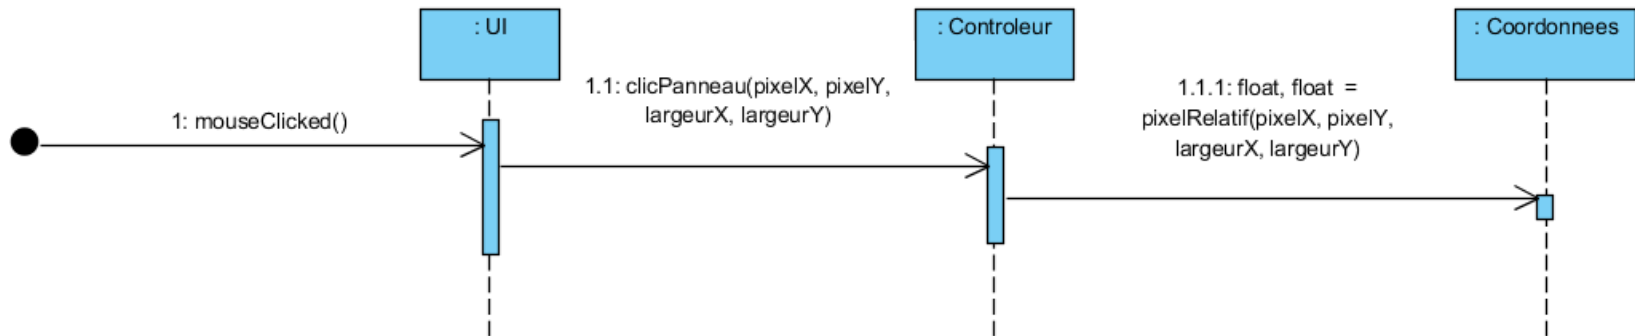 : UI
: Controleur
: Coordonnees
1: mouseClicked()
1.1: clicPanneau(pixelX, pixelY,
largeurX, largeurY)
1.1.1: float, float =
pixelRelatif(pixelX, pixelY,
largeurX, largeurY)